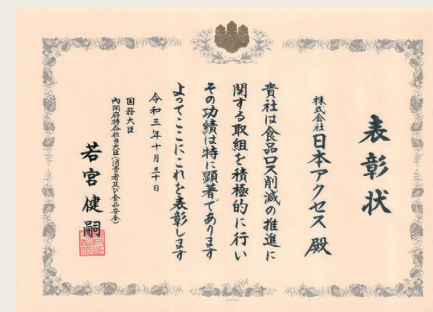 表彰状
株式会社日本アクセス 殿
貴社は食品ロス削減の推進に
関する取組を積極的に行い
その功績は特に顕著であります
よってここにこれを表彰します
令和三年十月三十日
国務大臣
内閣府特命担当大臣（消費者及び食品安全）
若宮健嗣